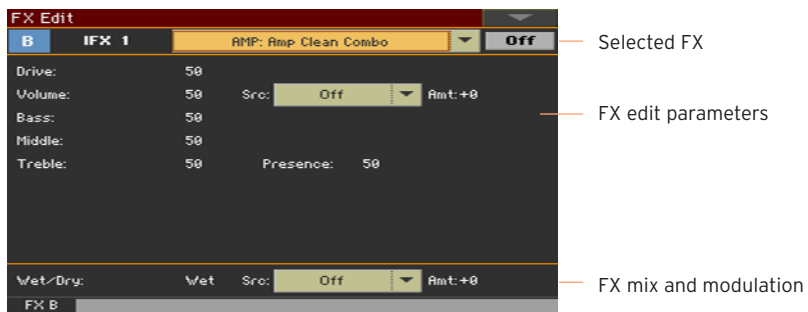 FX Edit
B IFX 1 AMP: Amp Clean Combo Off Selected FX
Drive: 50
Volume: 50 Src: Off Amt:+0
FX edit parameters
Bass: 50
Middle: 50
Treble: 50 Presence: 50
Wet/Dry: Wet Src: Off Amt:+0 FX mix and modulation
FX B